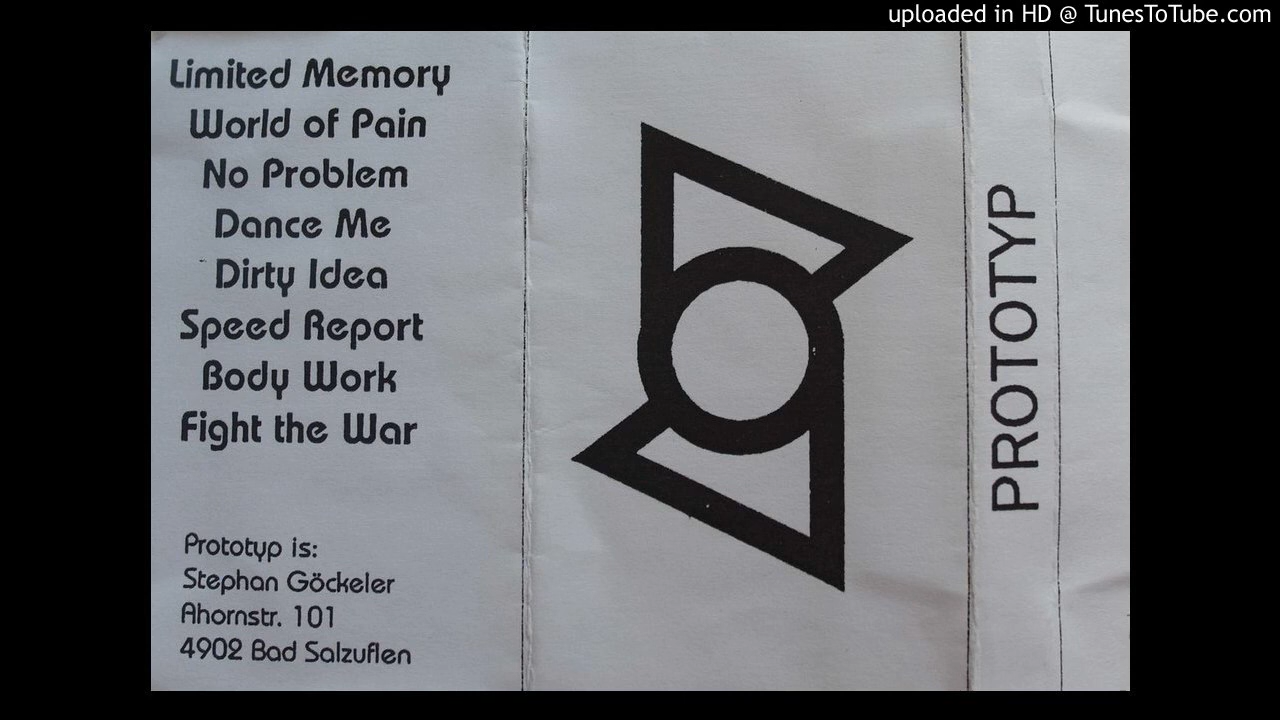 uploaded in HD @ TunesToTube.com
Limited Memory
World of Pain
No Problem
Dance Me
Dirty Idea
Speed Report
Body Work
Fight the War
Prototyp is:
Stephan Göckeler
Ahornstr. 101
4902 Bad Salzuflen
PROTOTYP